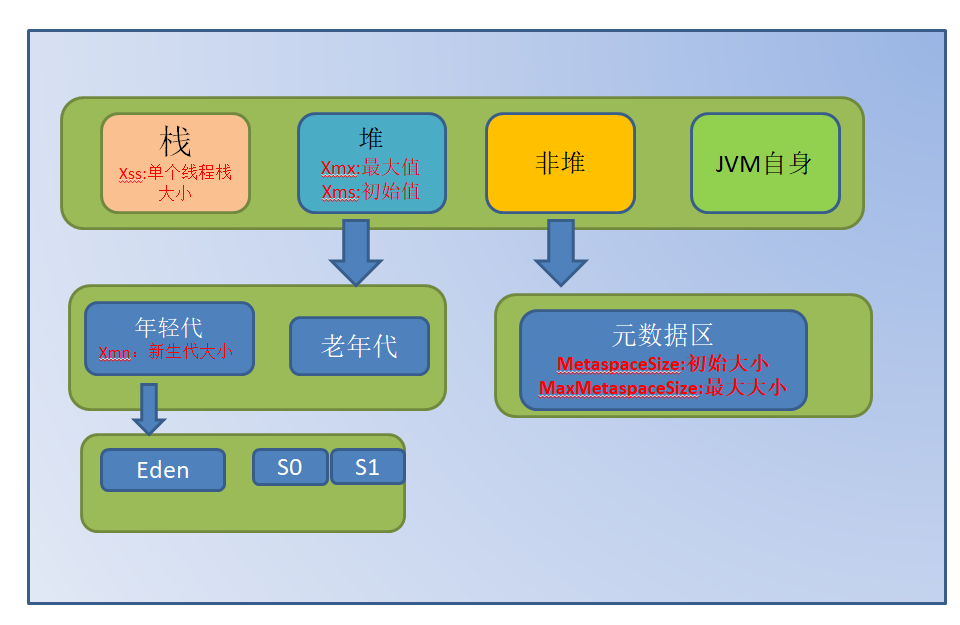 栈
Xss:单个线程栈
大小
堆
Xmx:最大值
Xms:初始值
非堆
JVM自身
年轻代
Xmn：新生代大小
老年代
元数据区
MetaspaceSize:初始大小
MaxMetaspaceSize:最大大小
Eden
S0
S1